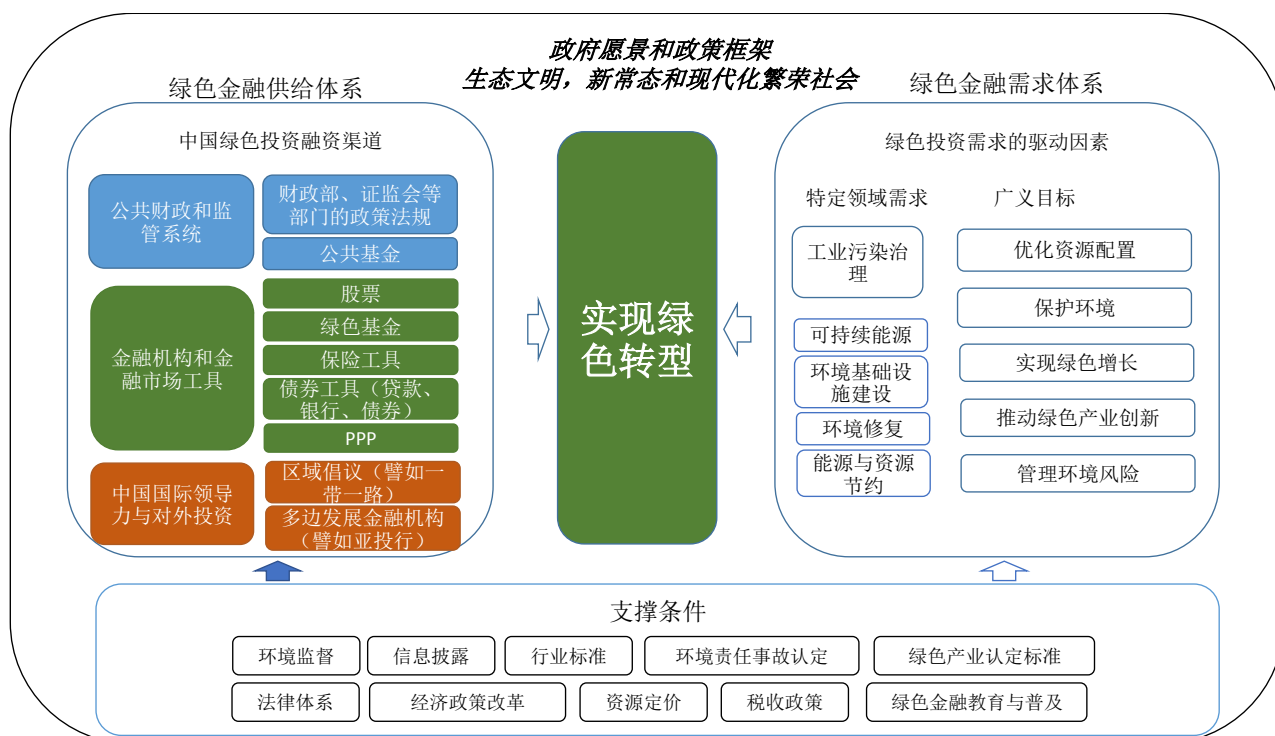 政府愿景和政策框架
生态文明，新常态和现代化繁荣社会
绿色金融供给体系
中国绿色投资融资渠道
公共财政和监
管系统
财政部、证监会等
部门的政策法规
公共基金
金融机构和金
融市场工具
股票
绿色基金
保险工具
债券工具（贷款、
银行、债券）
PPP
中国国际领导
力与对外投资
区域倡议（譬如一
带一路）
多边发展金融机构
（譬如亚投行）
实现绿
色转型
绿色金融需求体系
绿色投资需求的驱动因素
特定领域需求
工业污染治
理
可持续能源
环境基础设
施建设
环境修复
能源与资源
节约
广义目标
优化资源配置
保护环境
实现绿色增长
推动绿色产业创新
管理环境风险
支撑条件
环境监督
信息披露
行业标准
环境责任事故认定
绿色产业认定标准
法律体系
经济政策改革
资源定价
税收政策
绿色金融教育与普及